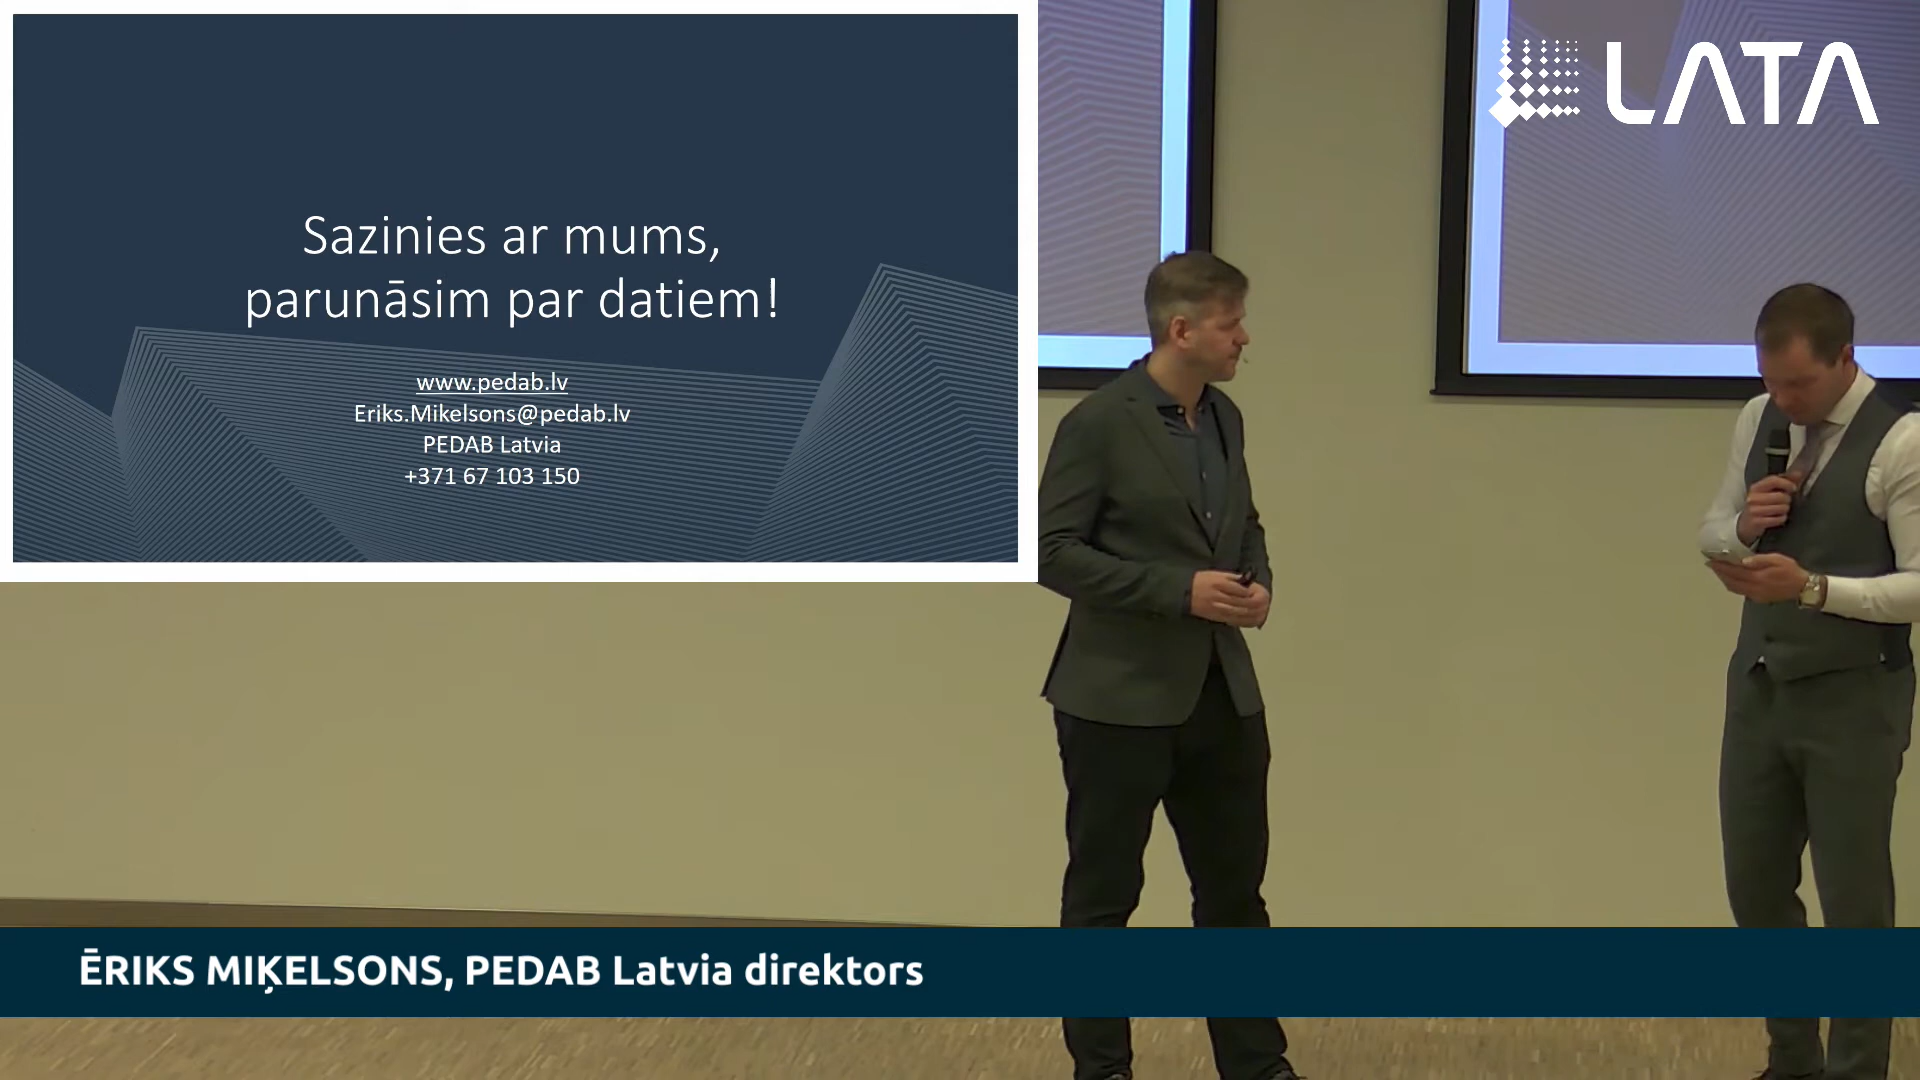 Sazinies ar mums,
parunāsim par datiem!
www.pedab.lv
Eriks.Mikelsons@pedab.lv
PEDAB Latvia
+371 67 103 150
LATA
ĒRIKS MIĶELSONS, PEDAB Latvia direktors